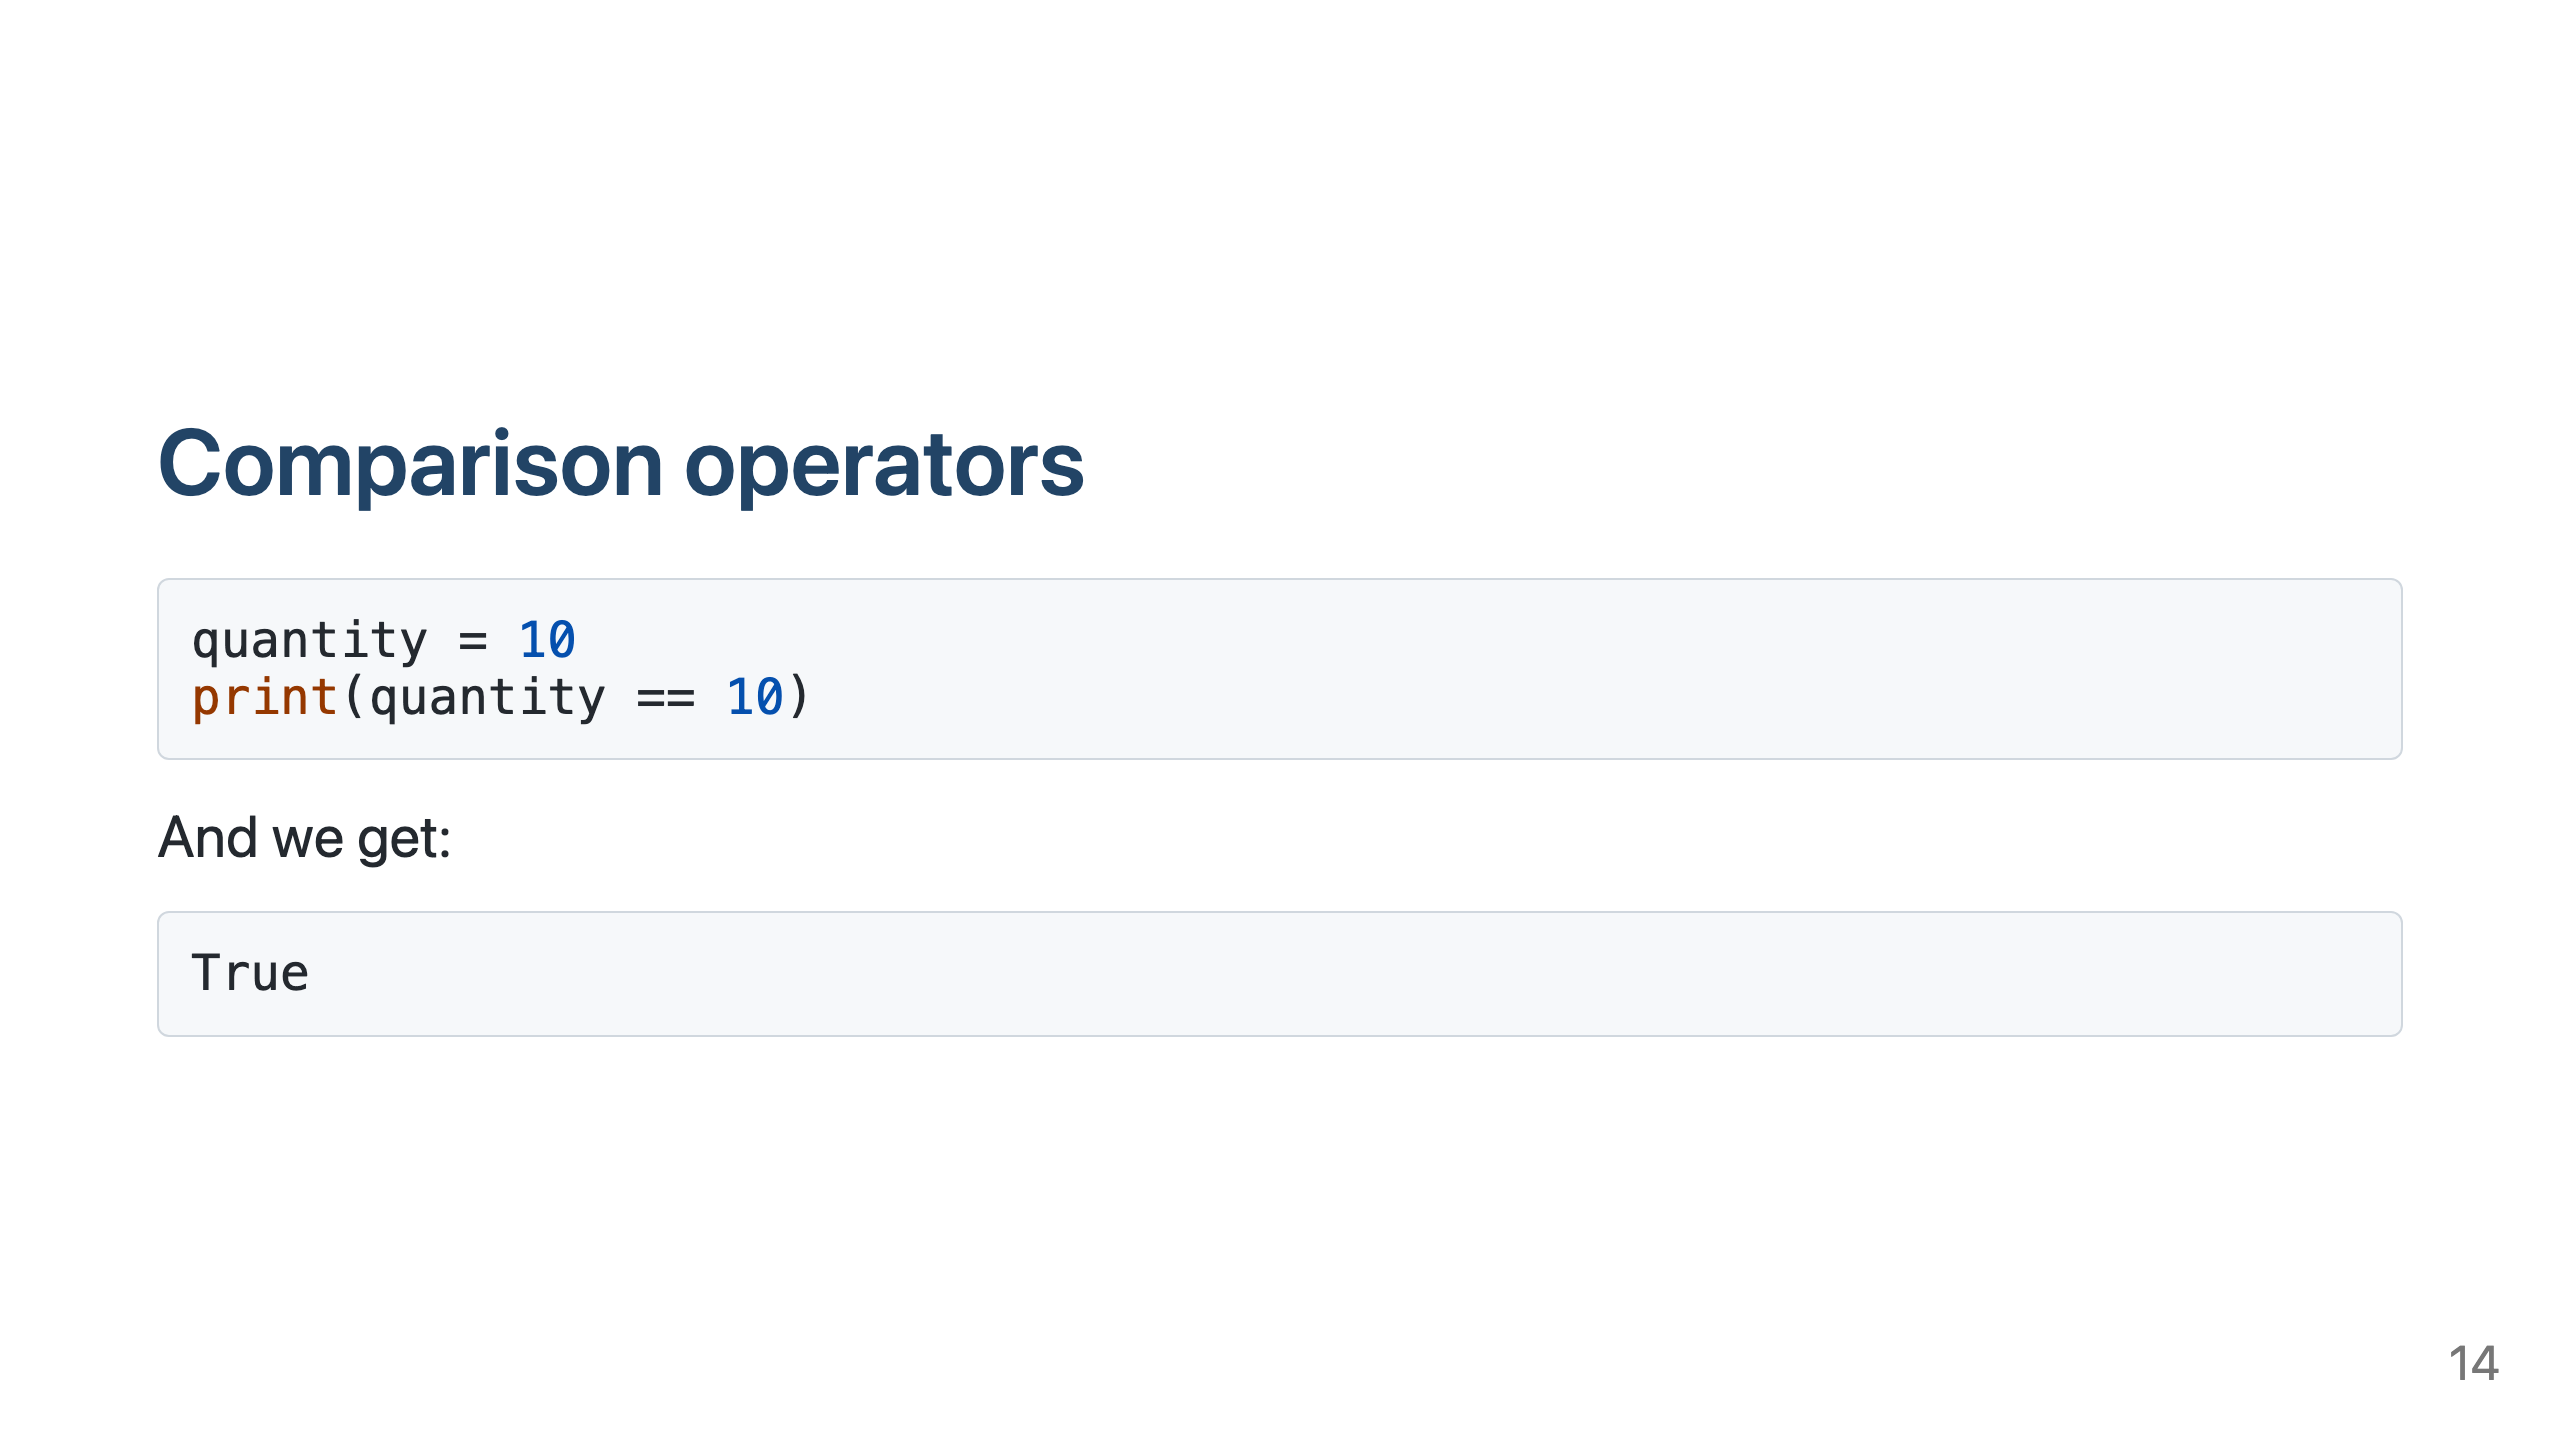 Comparison operators
quantity = 10
print(quantity == 10)
And we get:
True
14